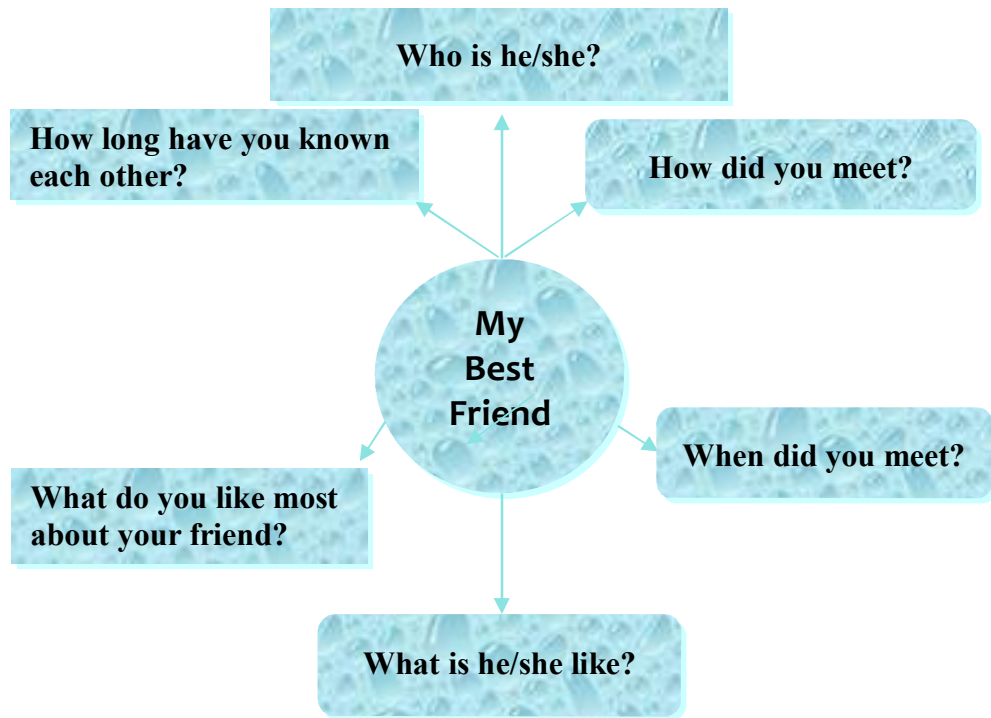 Who is he/she?
How long have you known
each other?
How did you meet?
My
Best
Friend
When did you meet?
What do you like most
about your friend?
What is he/she like?